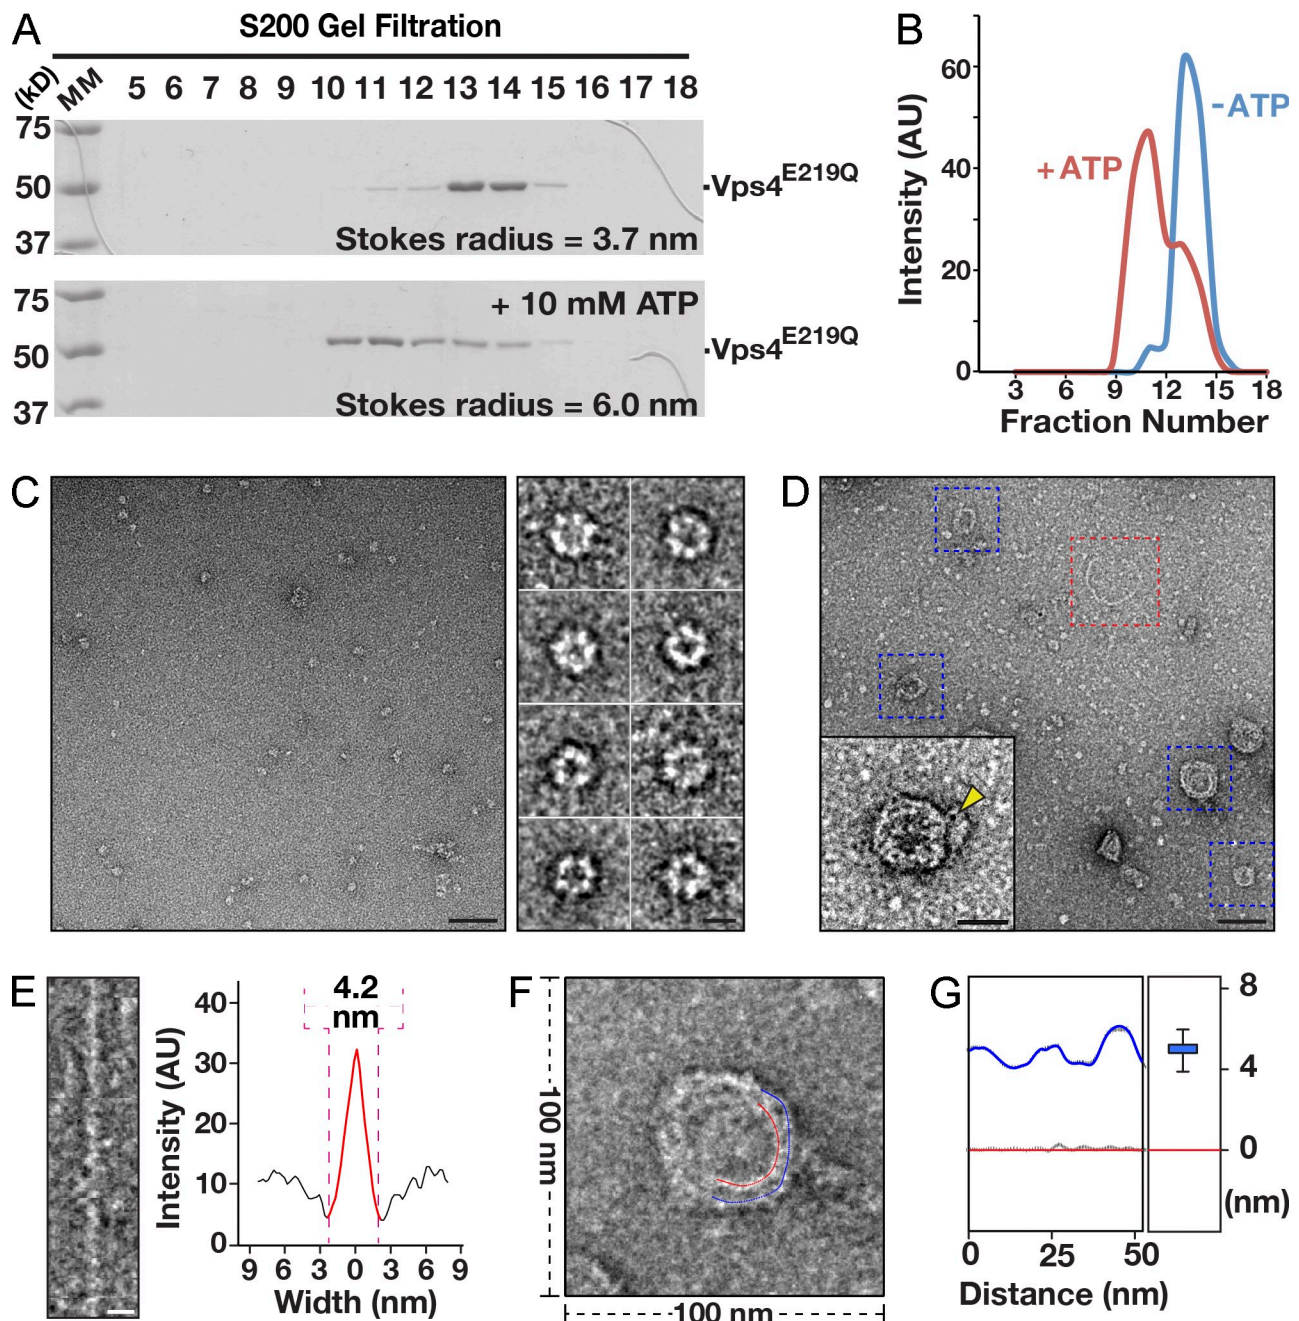 A
S200 Gel Filtration
(kD)
MM
5 6 7 8 9 10 11 12 13 14 15 16 17 18
75
50
37
-Vps4E219Q
Stokes radius = 3.7 nm
75
50
37
+ 10 mM ATP
-Vps4E219Q
Stokes radius = 6.0 nm
B
Intensity (AU)
60
40
20
0
-ATP
+ATP
3 6 9 12 15 18
Fraction Number
C
D
E
4.2
nm
Intensity (AU)
40
30
20
10
0
9 6 3 0 3 6 9
Width (nm)
F
100 nm
100 nm
G
8
4
0
(nm)
0 25 50
Distance (nm)